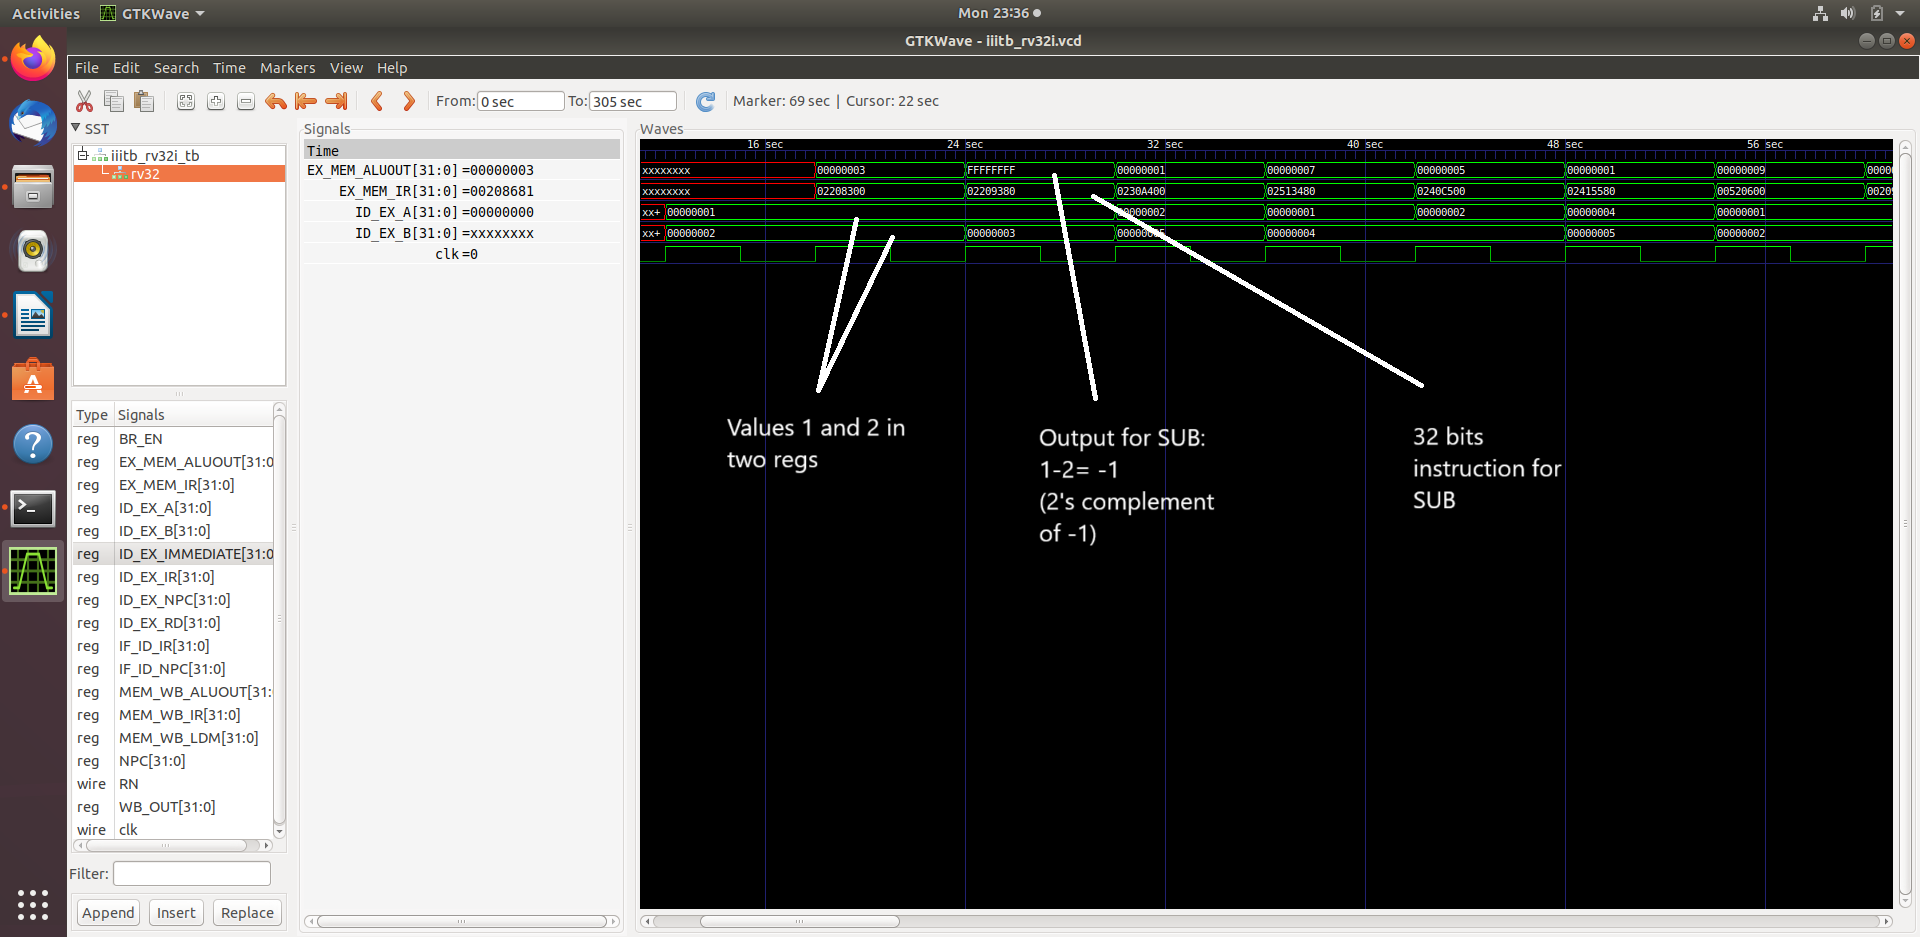 Activities GTKWave Mon 23:36
GTKWave - iiitb_rv32i.vcd
File Edit Search Time Markers View Help
From: 0 sec To: 305 sec Marker: 69 sec | Cursor: 22 sec
SST
iiitb_rv32i_tb
rv32
Type Signals
reg BR_EN
reg EX_MEM_ALUOUT[31:0
reg EX_MEM_IR[31:0]
reg ID_EX_A[31:0]
reg ID_EX_B[31:0]
reg ID_EX_IMMEDIATE[31:0
reg ID_EX_IR[31:0]
reg ID_EX_NPC[31:0]
reg ID_EX_RD[31:0]
reg IF_ID_IR[31:0]
reg IF_ID_NPC[31:0]
reg MEM_WB_ALUOUT[31:
reg MEM_WB_IR[31:0]
reg MEM_WB_LDM[31:0]
reg NPC[31:0]
wire RN
reg WB_OUT[31:0]
wire clk
Filter:
Append Insert Replace
Signals
Time
EX_MEM_ALUOUT[31:0] =00000003
EX_MEM_IR[31:0] =00208681
ID_EX_A[31:0] =00000000
ID_EX_B[31:0] =xxxxxxxx
clk =0
Waves
16 sec 24 sec 32 sec 40 sec 48 sec 56 sec
xxxxxxxx 00000003 FFFFFFFF 00000001 00000007 00000005 00000001 00000009 0000
xxxxxxxx 02208300 02209380 0230A400 02513480 0240C500 02415580 00520600 0020
xx+ 00000001 00000002 00000001 00000002 00000004 00000001
xx+ 00000002 00000003 00000004 00000005 00000002
Values 1 and 2 in
two regs
Output for SUB:
1-2= -1
(2's complement
of -1)
32 bits
instruction for
SUB